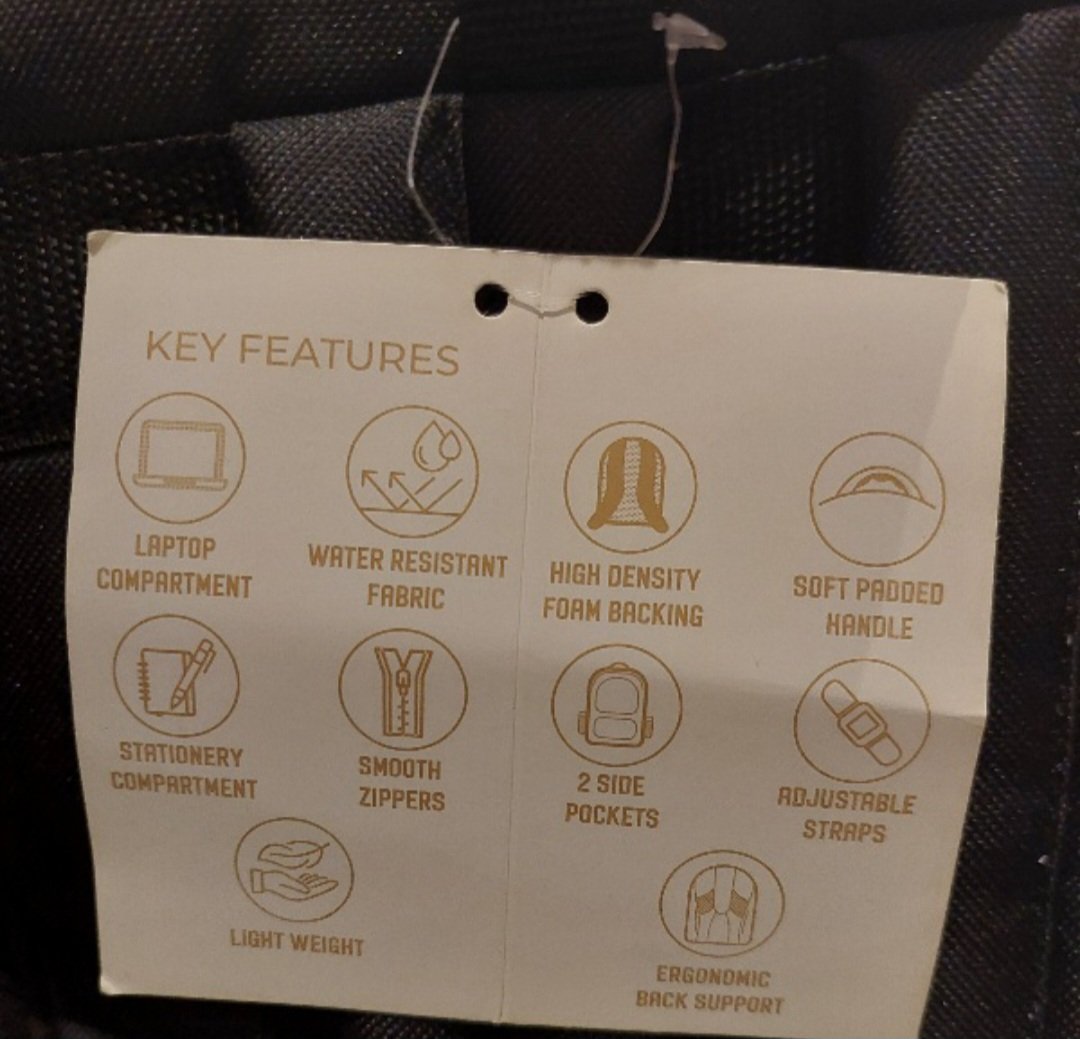 KEY FEATURES
LAPTOP
COMPARTMENT
WATER RESISTANT
FABRIC
HIGH DENSITY
FOAM BACKING
SOFT PADDED
HANDLE
STATIONERY
COMPARTMENT
SMOOTH
ZIPPERS
2 SIDE
POCKETS
ADJUSTABLE
STRAPS
LIGHT WEIGHT
ERGONOMIC
BACK SUPPORT